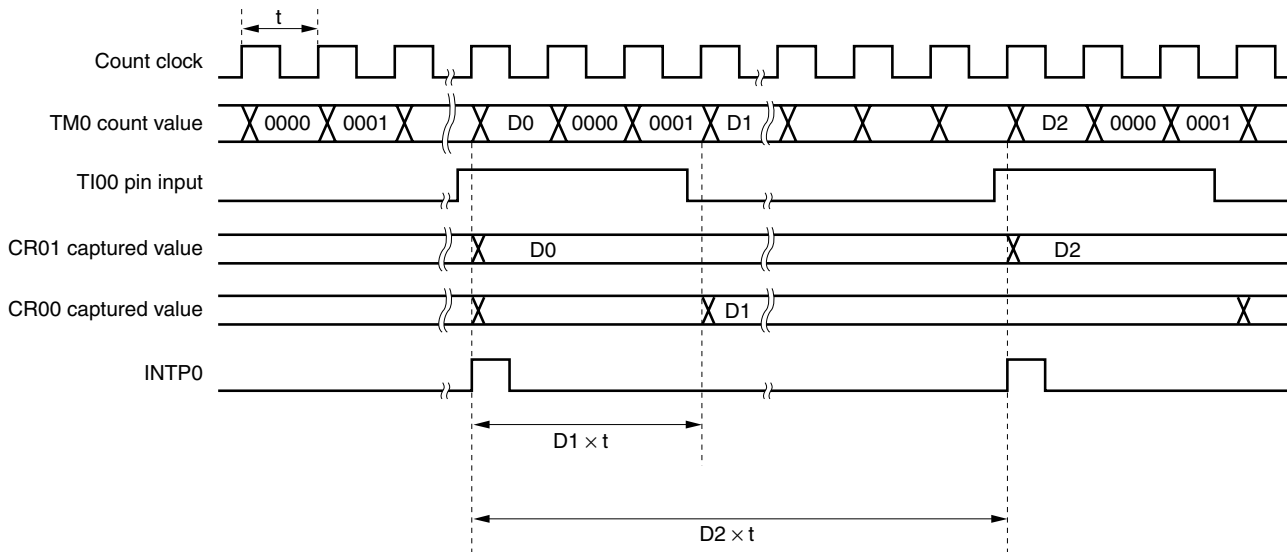 t
Count clock
TM0 count value 0000 0001 D0 0000 0001 D1 D2 0000 0001
TI00 pin input
CR01 captured value D0 D2
CR00 captured value D1
INTP0
D1 × t
D2 × t